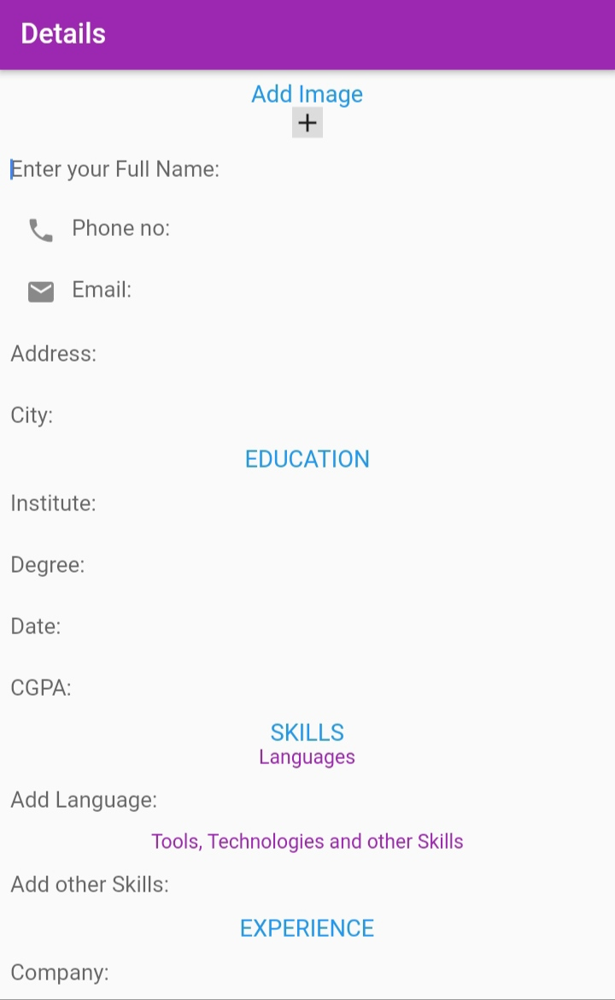 Details
Add Image
+
Enter your Full Name:
Phone no:
Email:
Address:
City:
EDUCATION
Institute:
Degree:
Date:
CGPA:
SKILLS
Languages
Add Language:
Tools, Technologies and other Skills
Add other Skills:
EXPERIENCE
Company: